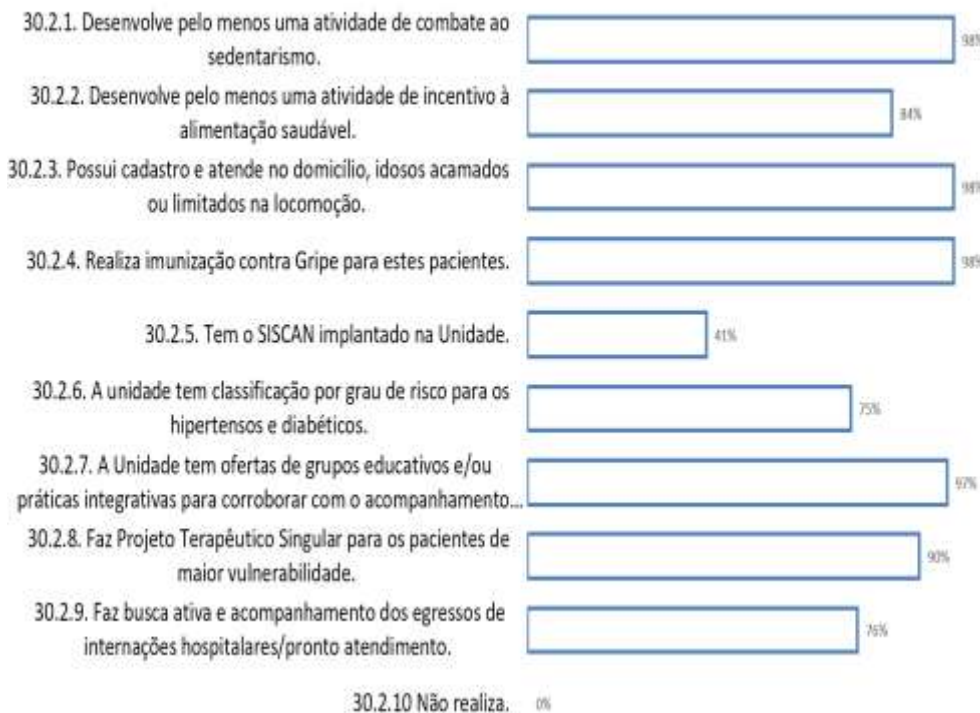 30.2.1. Desenvolve pelo menos uma atividade de combate ao
sedentarismo.
98%
30.2.2. Desenvolve pelo menos uma atividade de incentivo à
alimentação saudável.
84%
30.2.3. Possui cadastro e atende no domicílio, idosos acamados
ou limitados na locomoção.
98%
30.2.4. Realiza imunização contra Gripe para estes pacientes.
98%
30.2.5. Tem o SISCAN implantado na Unidade.
41%
30.2.6. A unidade tem classificação por grau de risco para os
hipertensos e diabéticos.
75%
30.2.7. A Unidade tem ofertas de grupos educativos e/ou
práticas integrativas para corroborar com o acompanhamento...
97%
30.2.8. Faz Projeto Terapêutico Singular para os pacientes de
maior vulnerabilidade.
90%
30.2.9. Faz busca ativa e acompanhamento dos egressos de
internações hospitalares/pronto atendimento.
76%
30.2.10 Não realiza.
0%